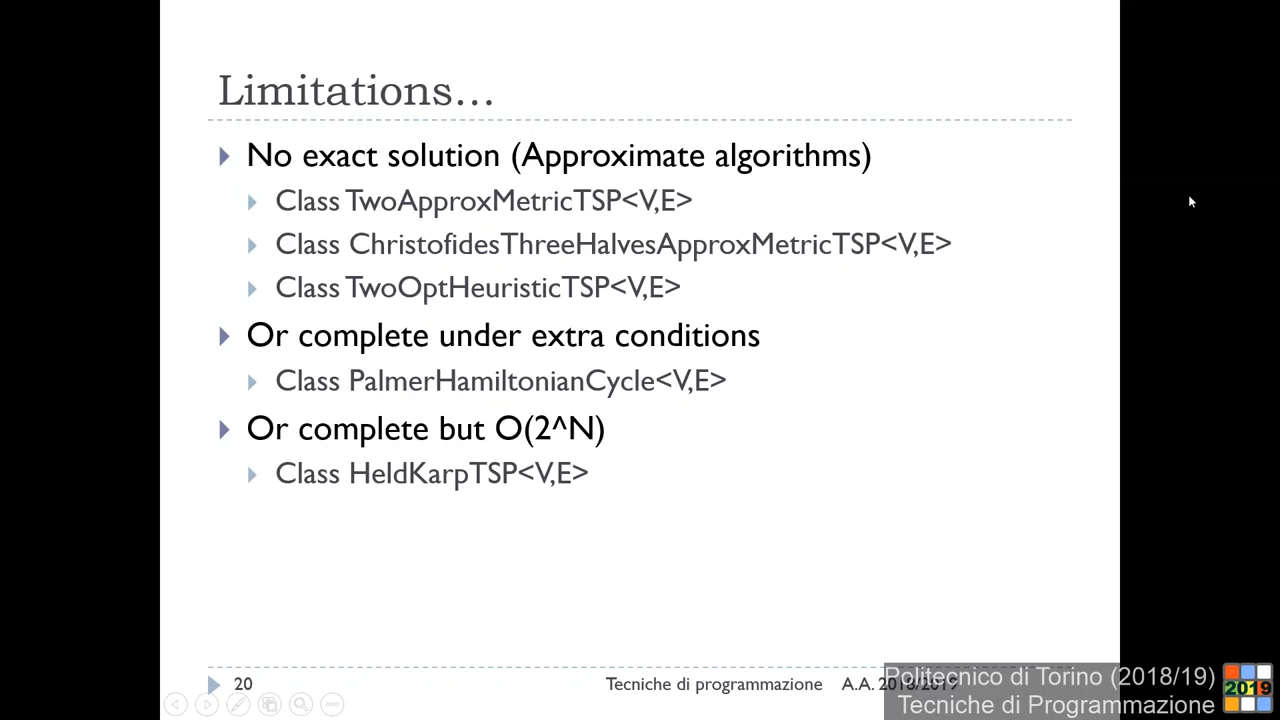 Limitations...
No exact solution (Approximate algorithms)
Class TwoApproxMetricTSP<V,E>
Class ChristofidesThreeHalvesApproxMetricTSP<V,E>
Class TwoOptHeuristicTSP<V,E>
Or complete under extra conditions
Class PalmerHamiltonianCycle<V,E>
Or complete but O(2^N)
Class HeldKarpTSP<V,E>
20 Tecniche di programmazione A.A. 2018/2019
Politecnico di Torino (2018/19)
Tecniche di Programmazione
2019